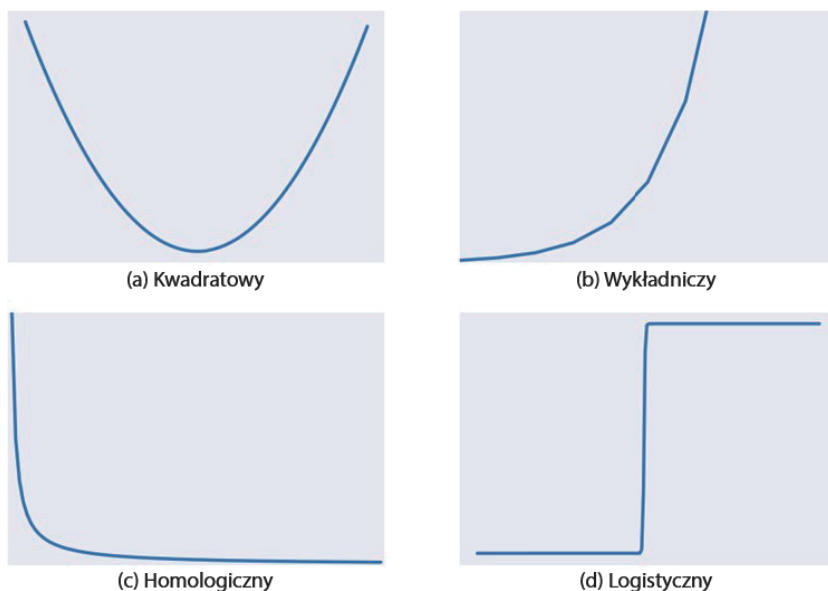 (a) Kwadratowy
(b) Wykładniczy
(c) Homologiczny
(d) Logistyczny